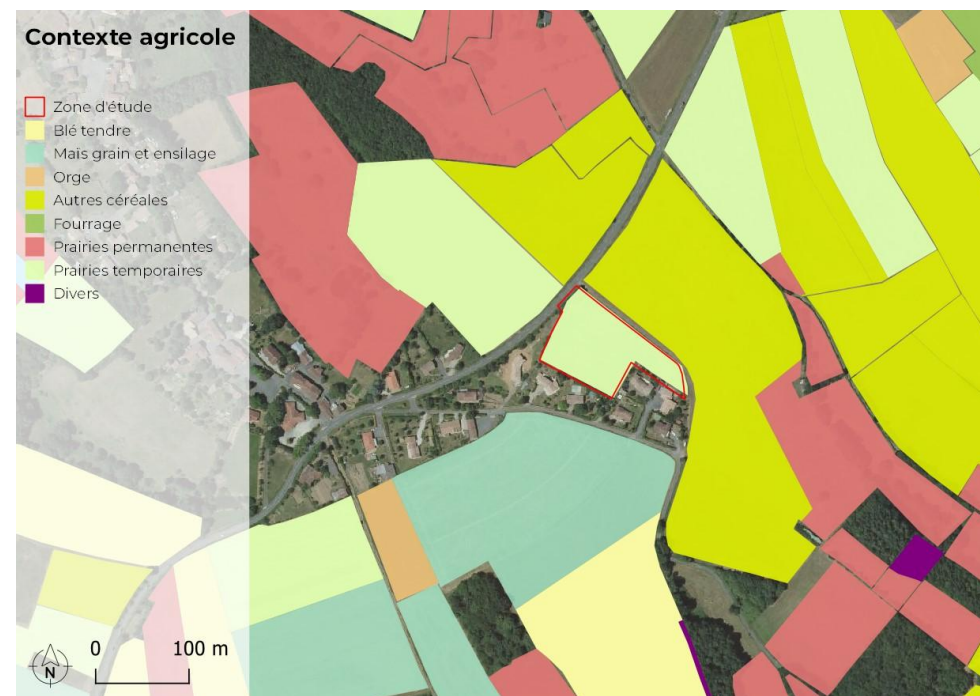 Contexte agricole
Zone d'étude
Blé tendre
Maïs grain et ensilage
Orge
Autres céréales
Fourrage
Prairies permanentes
Prairies temporaires
Divers
0 100 m
N